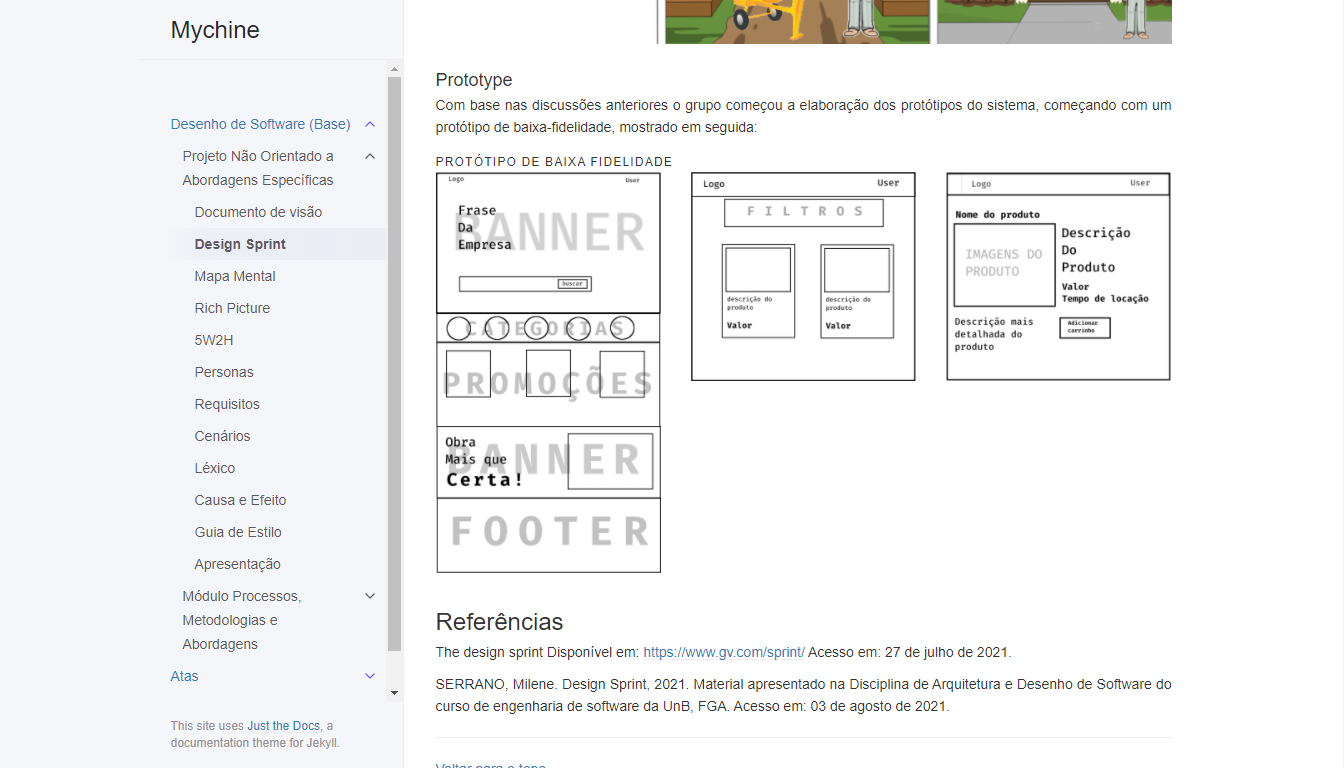 Mychine
Desenho de Software (Base)
Projeto Não Orientado a
Abordagens Específicas
Documento de visão
Design Sprint
Mapa Mental
Rich Picture
5W2H
Personas
Requisitos
Cenários
Léxico
Causa e Efeito
Guia de Estilo
Apresentação
Módulo Processos,
Metodologias e
Abordagens
Atas
This site uses Just the Docs, a
documentation theme for Jekyll.
Prototype
Com base nas discussões anteriores o grupo começou a elaboração dos protótipos do sistema, começando com um
protótipo de baixa-fidelidade, mostrado em seguida:
PROTÓTIPO DE BAIXA FIDELIDADE
Logo User
BANNER
Frase
Da
Empresa
buscar
CATEGORIAS
PROMOÇÕES
BANNER
Obra
Mais que
Certa!
FOOTER
Logo User
FILTROS
descrição do
produto
Valor
descrição do
produto
Valor
Logo User
Nome do produto
IMAGENS DO
PRODUTO
Descrição
Do
Produto
Valor
Tempo de locação
Descrição mais
detalhada do
produto
Adicionar
carrinho
Referências
The design sprint Disponível em: https://www.gv.com/sprint/ Acesso em: 27 de julho de 2021.
SERRANO, Milene. Design Sprint, 2021. Material apresentado na Disciplina de Arquitetura e Desenho de Software do
curso de engenharia de software da UnB, FGA. Acesso em: 03 de agosto de 2021.
Voltar para o topo